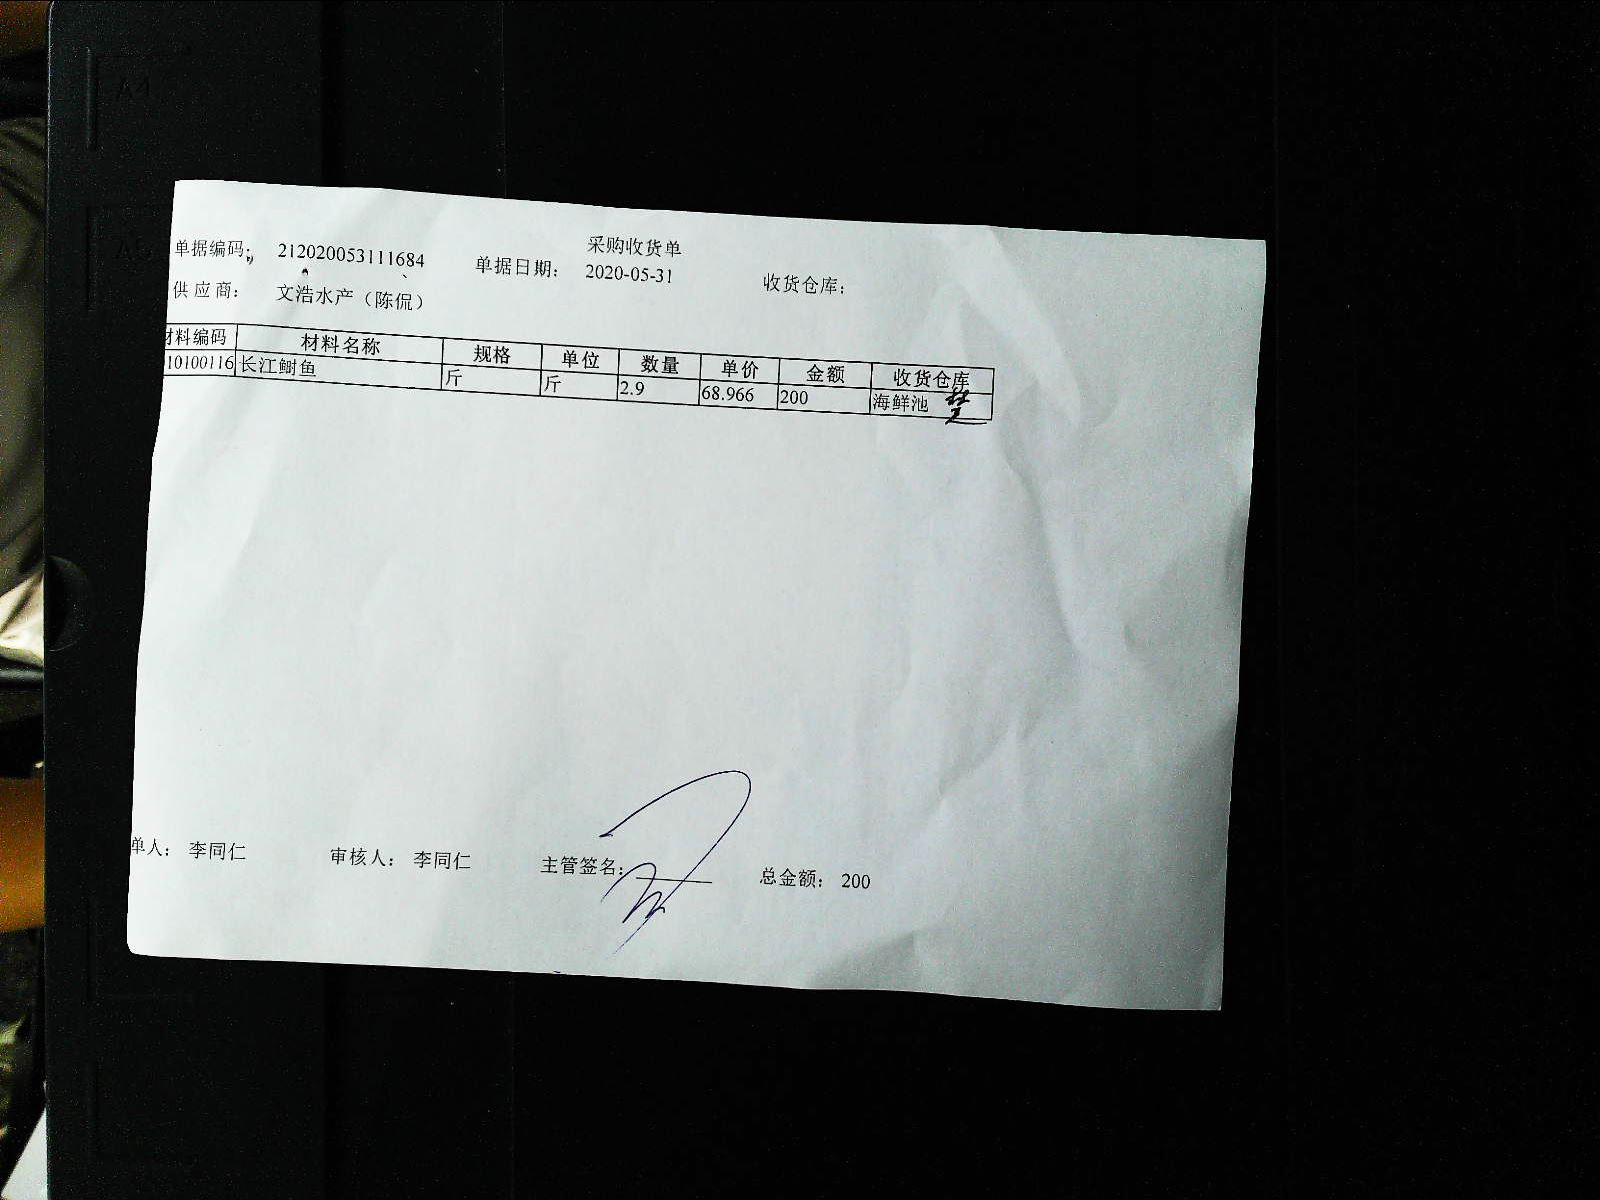 采购收货单
单据编码： 212020053111684 单据日期： 2020-05-31 收货仓库：
供应商： 文浩水产（陈侃）
材料编码 材料名称 规格 单位 数量 单价 金额 收货仓库
10100116 长江鲥鱼 斤 斤 2.9 68.966 200 海鲜池
单人： 李同仁 审核人： 李同仁 主管签名： 总金额： 200